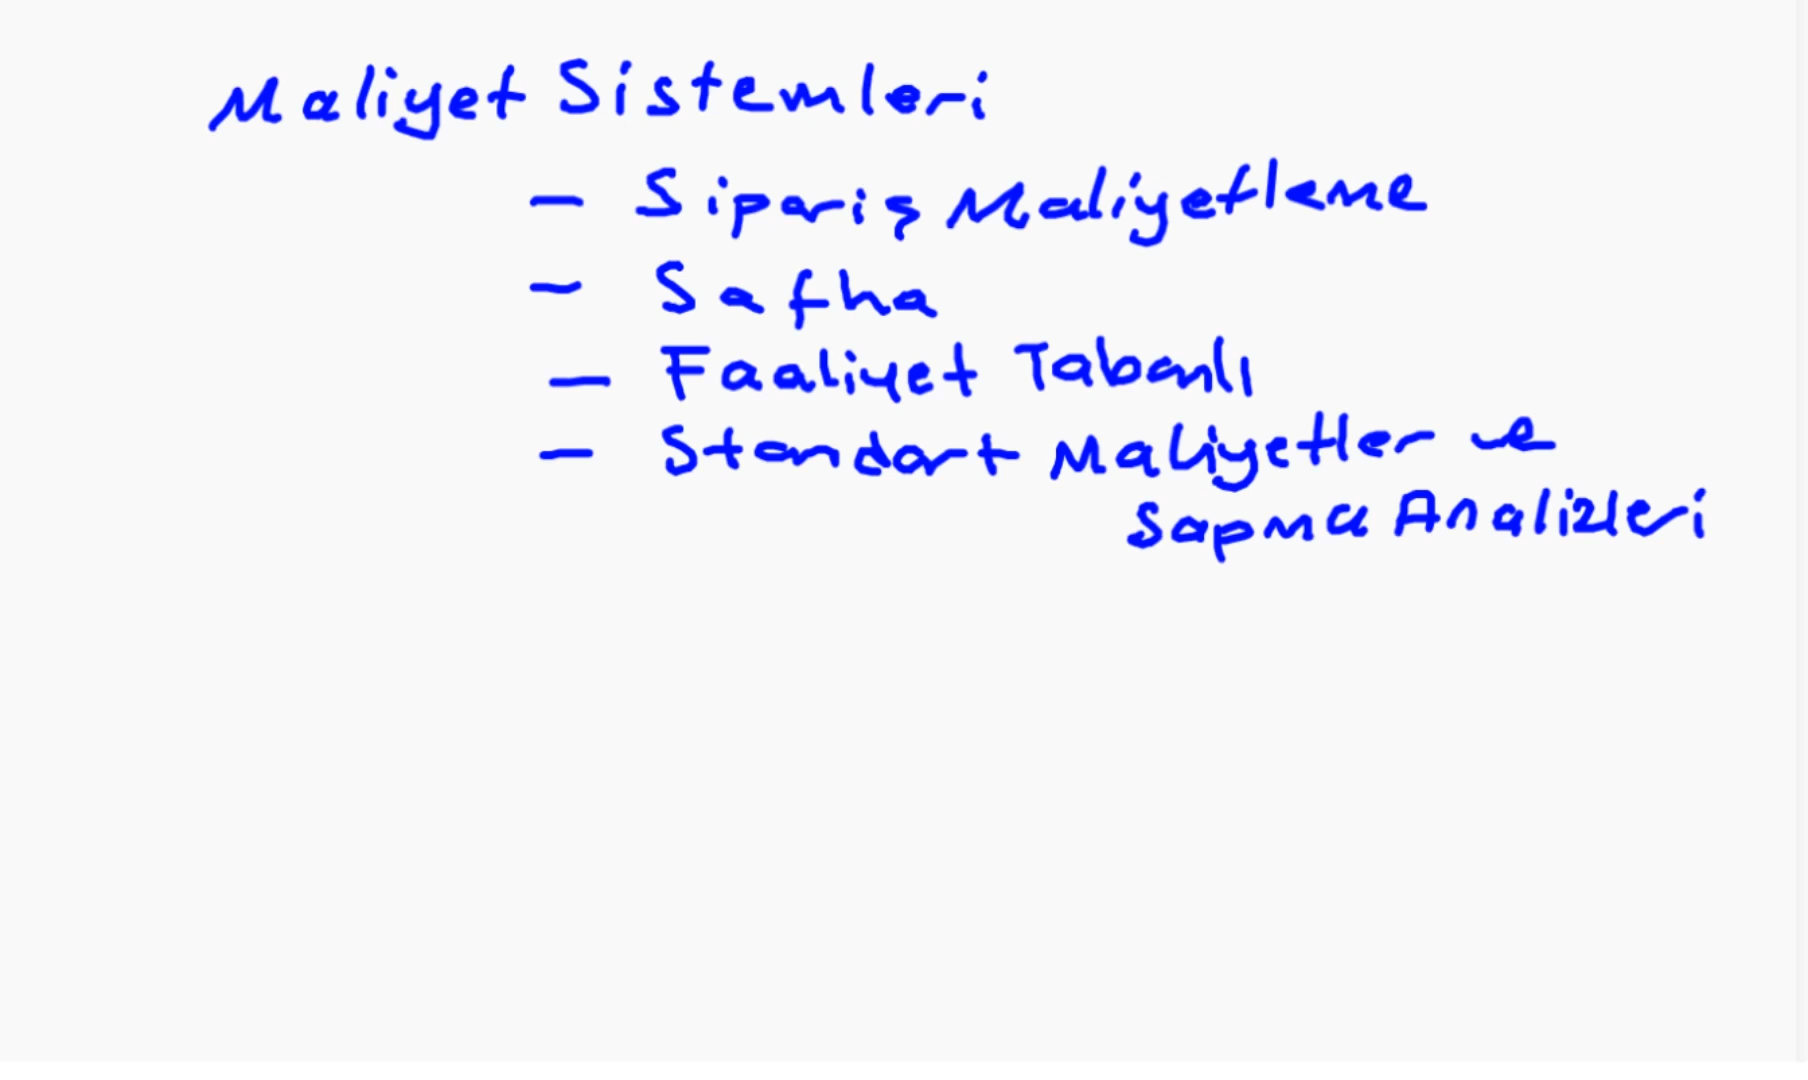 Maliyet Sistemleri
- Sipariş Maliyetleme
- Safha
- Faaliyet Tabanlı
- Standart Maliyetler ve
Sapma Analizleri